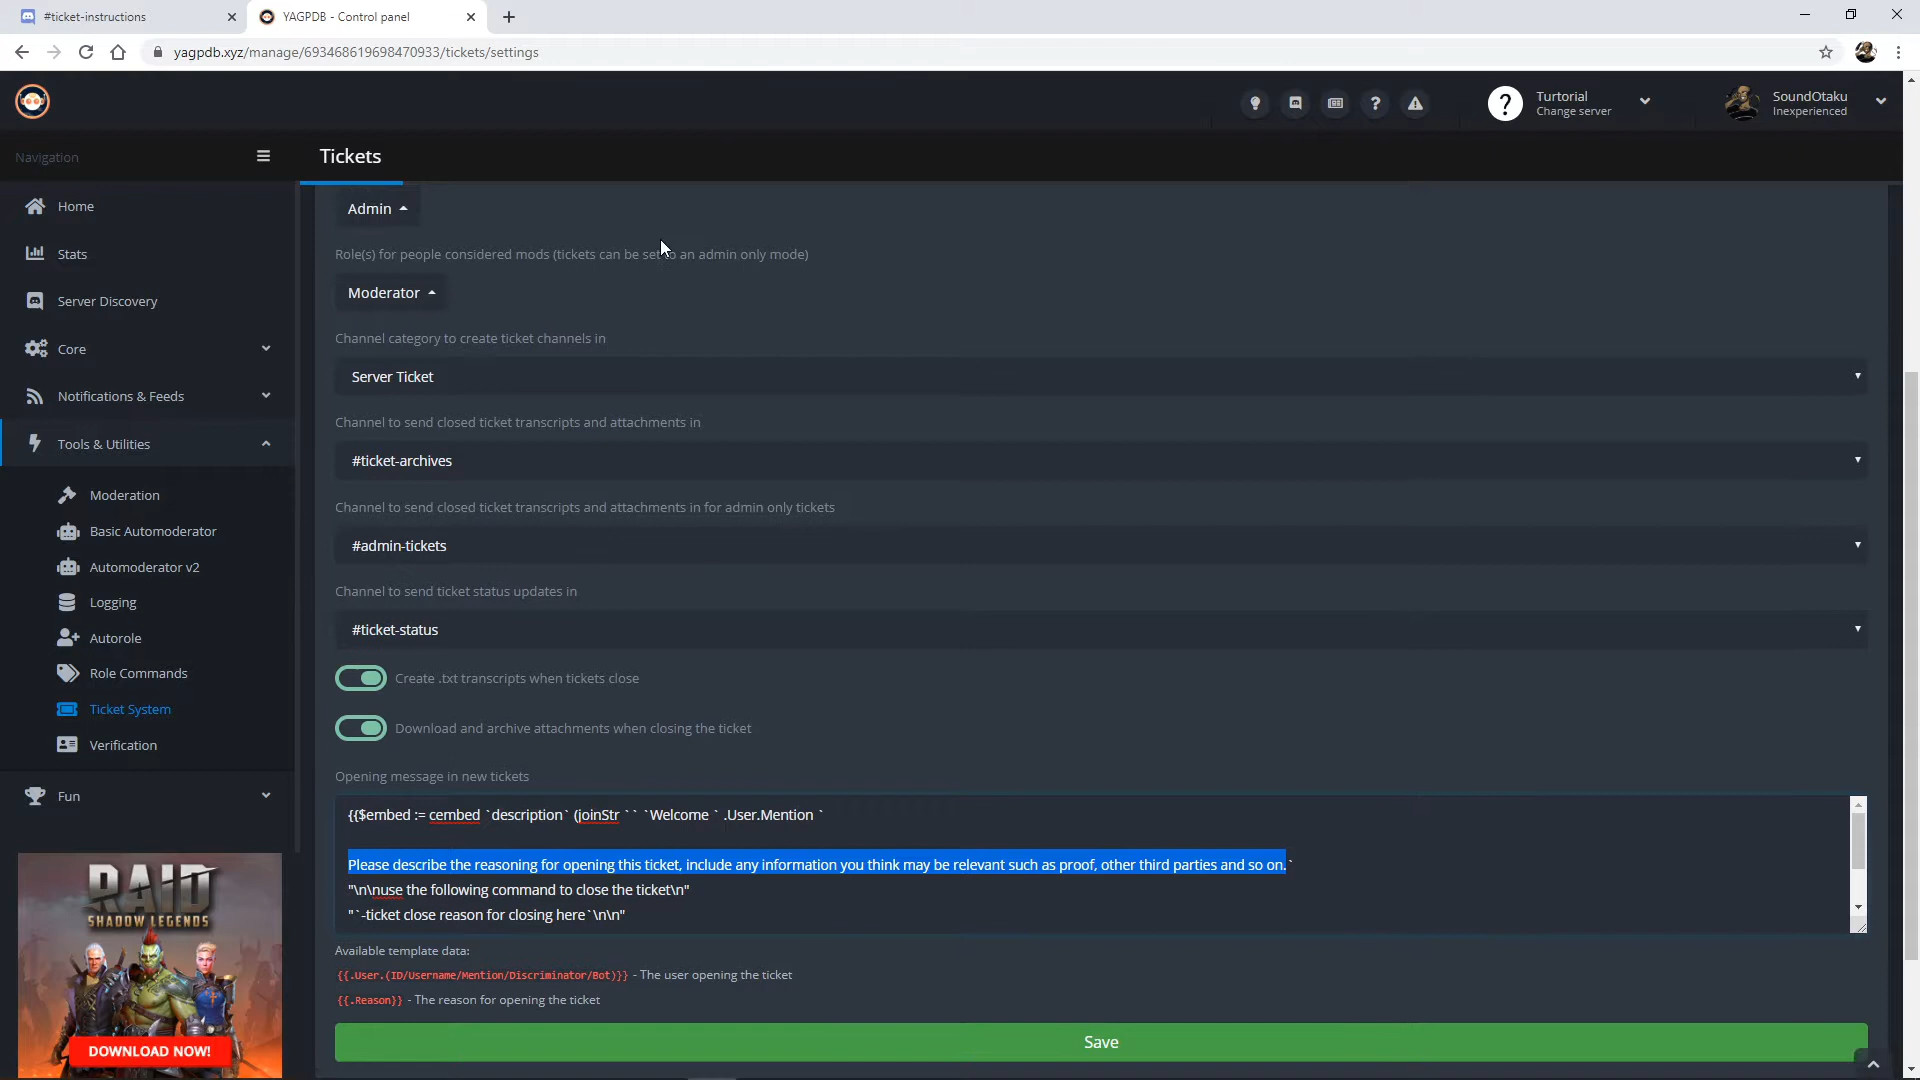 #ticket-instructions
YAGPDB - Control panel
yagpdb.xyz/manage/693468619698470933/tickets/settings
Turtorial
Change server
SoundOtaku
Inexperienced
Navigation
Tickets
Home
Stats
Server Discovery
Core
Notifications & Feeds
Tools & Utilities
Moderation
Basic Automoderator
Automoderator v2
Logging
Autorole
Role Commands
Ticket System
Verification
Fun
RAID
SHADOW LEGENDS
DOWNLOAD NOW!
Admin
Role(s) for people considered mods (tickets can be set to an admin only mode)
Moderator
Channel category to create ticket channels in
Server Ticket
Channel to send closed ticket transcripts and attachments in
#ticket-archives
Channel to send closed ticket transcripts and attachments in for admin only tickets
#admin-tickets
Channel to send ticket status updates in
#ticket-status
Create .txt transcripts when tickets close
Download and archive attachments when closing the ticket
Opening message in new tickets
{{$embed := cembed `description` (joinStr ` ` `Welcome ` .User.Mention `
Please describe the reasoning for opening this ticket, include any information you think may be relevant such as proof, other third parties and so on.`
"\n\nuse the following command to close the ticket\n"
"`-ticket close reason for closing here`\n\n"
Available template data:
{{.User.(ID/Username/Mention/Discriminator/Bot)}} - The user opening the ticket
{{.Reason}} - The reason for opening the ticket
Save